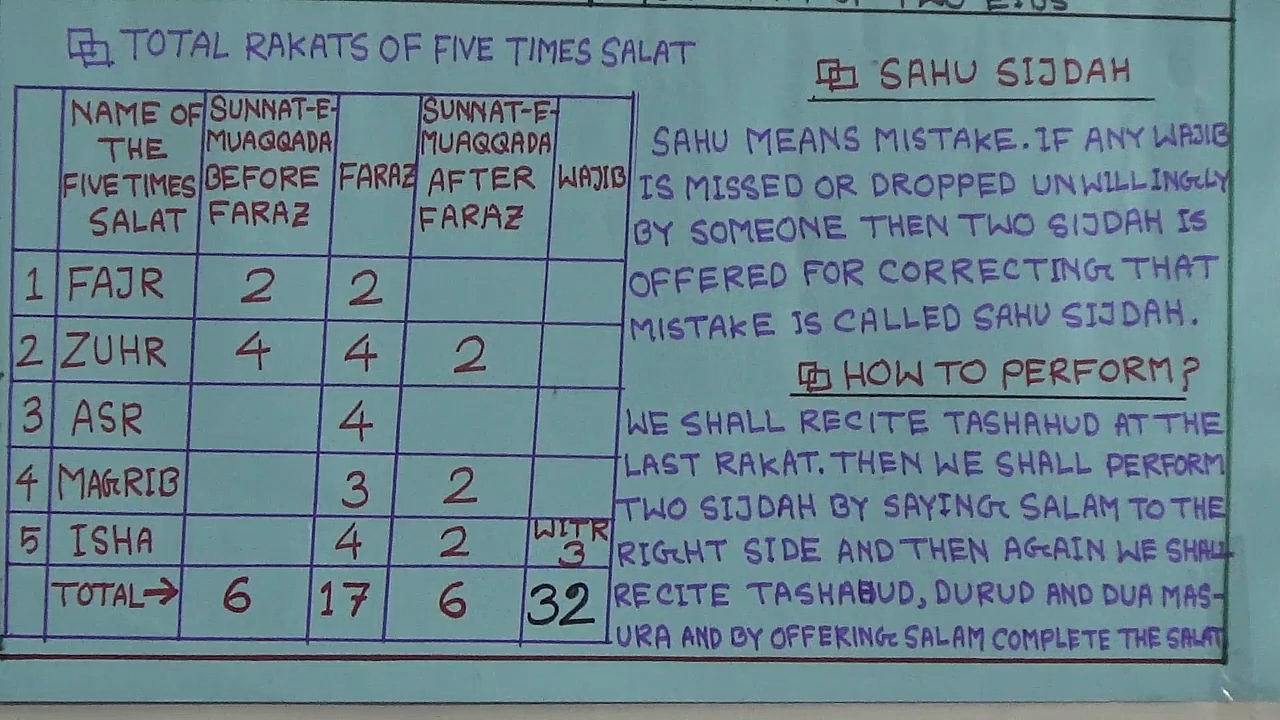 TOTAL RAKATS OF FIVE TIMES SALAT
NAME OF THE FIVE TIMES SALAT | SUNNAT-E-MUAQQADA BEFORE FARAZ | FARAZ | SUNNAT-E-MUAQQADA AFTER FARAZ | WAJIB
1 FAJR 2 2
2 ZUHR 4 4 2
3 ASR 4
4 MAGRIB 3 2
5 ISHA 4 2 WITR 3
TOTAL→ 6 17 6 32
SAHU SIJDAH
SAHU MEANS MISTAKE. IF ANY WAJIB
IS MISSED OR DROPPED UNWILLINGLY
BY SOMEONE THEN TWO SIJDAH IS
OFFERED FOR CORRECTING THAT
MISTAKE IS CALLED SAHU SIJDAH.
HOW TO PERFORM?
WE SHALL RECITE TASHAHUD AT THE
LAST RAKAT. THEN WE SHALL PERFORM
TWO SIJDAH BY SAYING SALAM TO THE
RIGHT SIDE AND THEN AGAIN WE SHALL
RECITE TASHAHUD, DURUD AND DUA MAS-
URA AND BY OFFERING SALAM COMPLETE THE SALAT